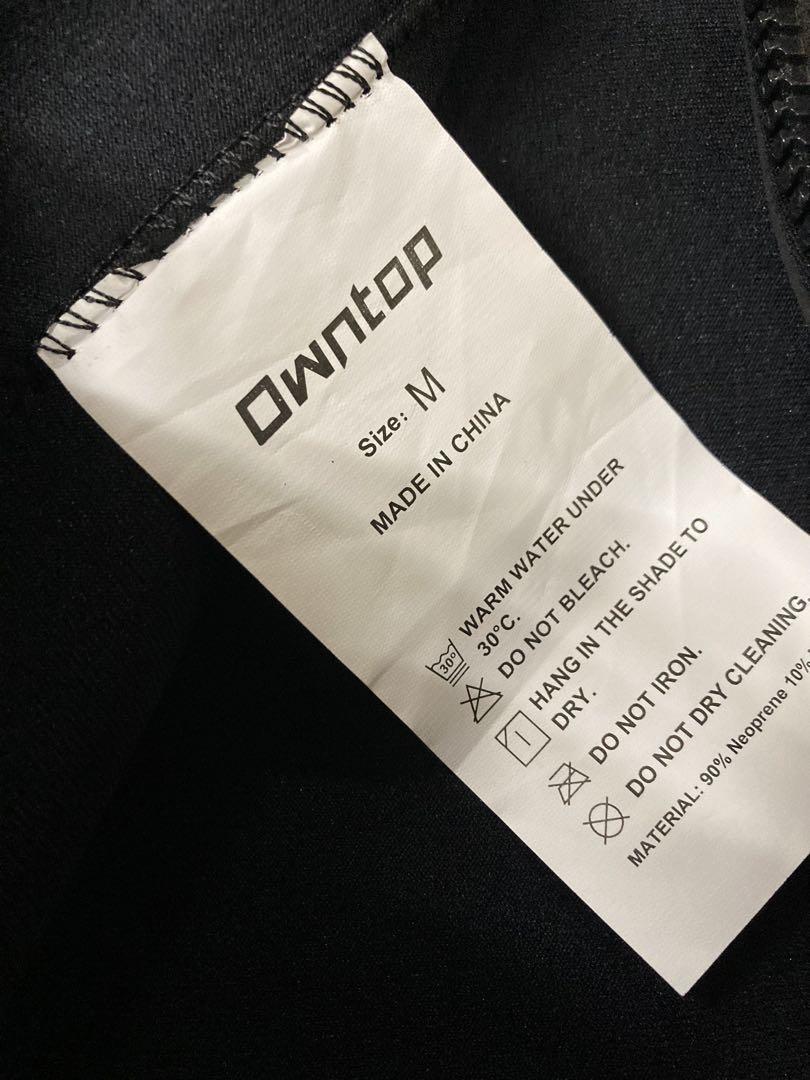 Owntop
Size: M
MADE IN CHINA
WARM WATER UNDER
30°C.
30°
DO NOT BLEACH.
HANG IN THE SHADE TO
DRY.
DO NOT IRON.
DO NOT DRY CLEANING.
MATERIAL: 90% Neoprene 10%